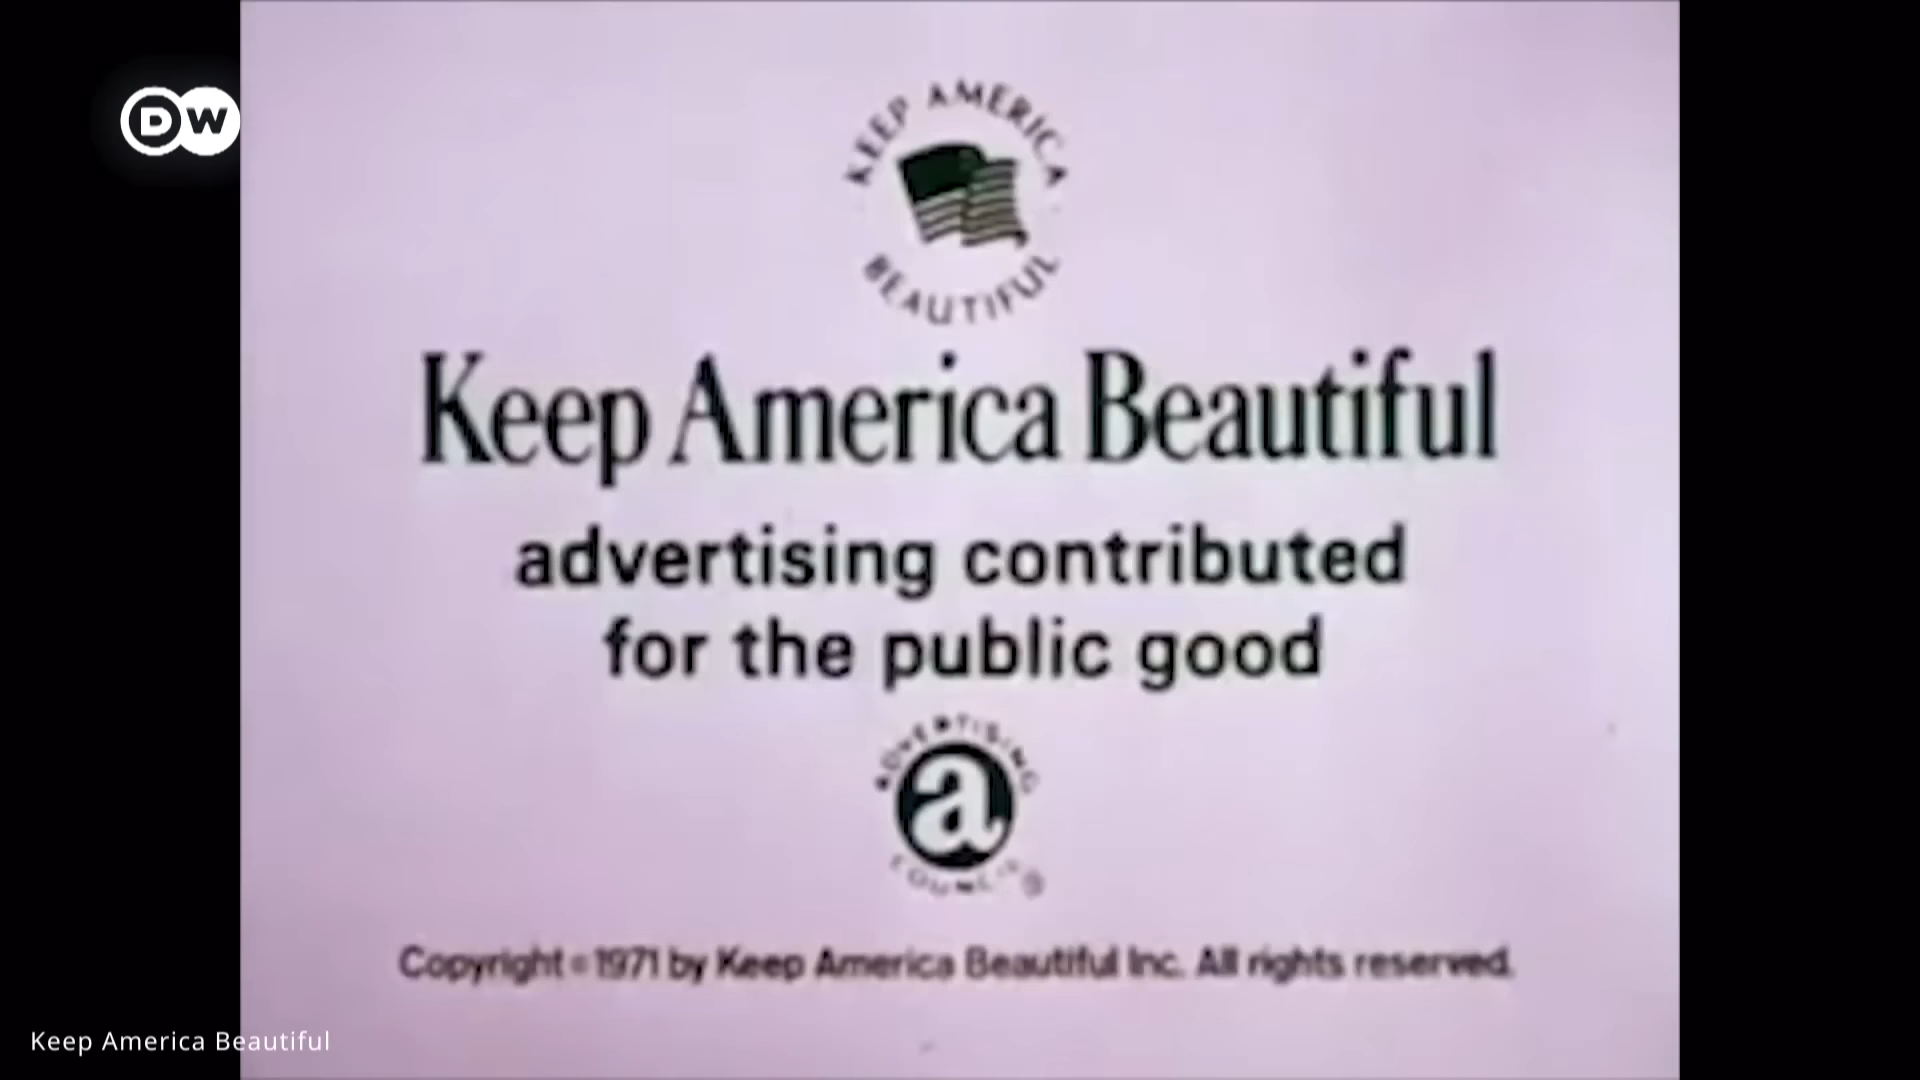 DW
KEEP AMERICA
BEAUTIFUL
Keep America Beautiful
advertising contributed
for the public good
ADVERTISING
a
COUNCIL ®
Copyright © 1971 by Keep America Beautiful Inc. All rights reserved.
Keep America Beautiful